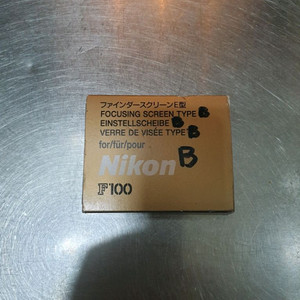 ファインダースクリーンE型
FOCUSING SCREEN TYPE B
EINSTELLSCHEIBE B
VERRE DE VISÉE TYPE B
for/für/pour
Nikon B
F100